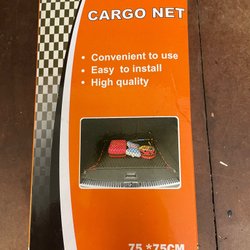 CARGO NET
• Convenient to use
• Easy to install
• High quality
75 *75CM